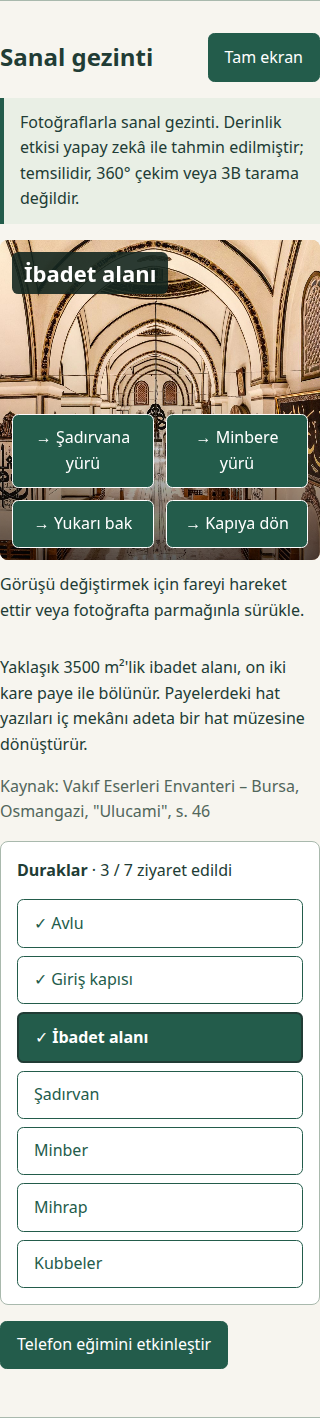 Sanal gezinti
Tam ekran
Fotoğraflarla sanal gezinti. Derinlik
etkisi yapay zekâ ile tahmin edilmiştir;
temsilidir, 360° çekim veya 3B tarama
değildir.
İbadet alanı
→ Şadırvana
yürü
→ Minbere
yürü
→ Yukarı bak
→ Kapıya dön
Görüşü değiştirmek için fareyi hareket
ettir veya fotoğrafta parmağınla sürükle.
Yaklaşık 3500 m²'lik ibadet alanı, on iki
kare paye ile bölünür. Payelerdeki hat
yazıları iç mekânı adeta bir hat müzesine
dönüştürür.
Kaynak: Vakıf Eserleri Envanteri – Bursa,
Osmangazi, "Ulucami", s. 46
Duraklar · 3 / 7 ziyaret edildi
✓ Avlu
✓ Giriş kapısı
✓ İbadet alanı
Şadırvan
Minber
Mihrap
Kubbeler
Telefon eğimini etkinleştir